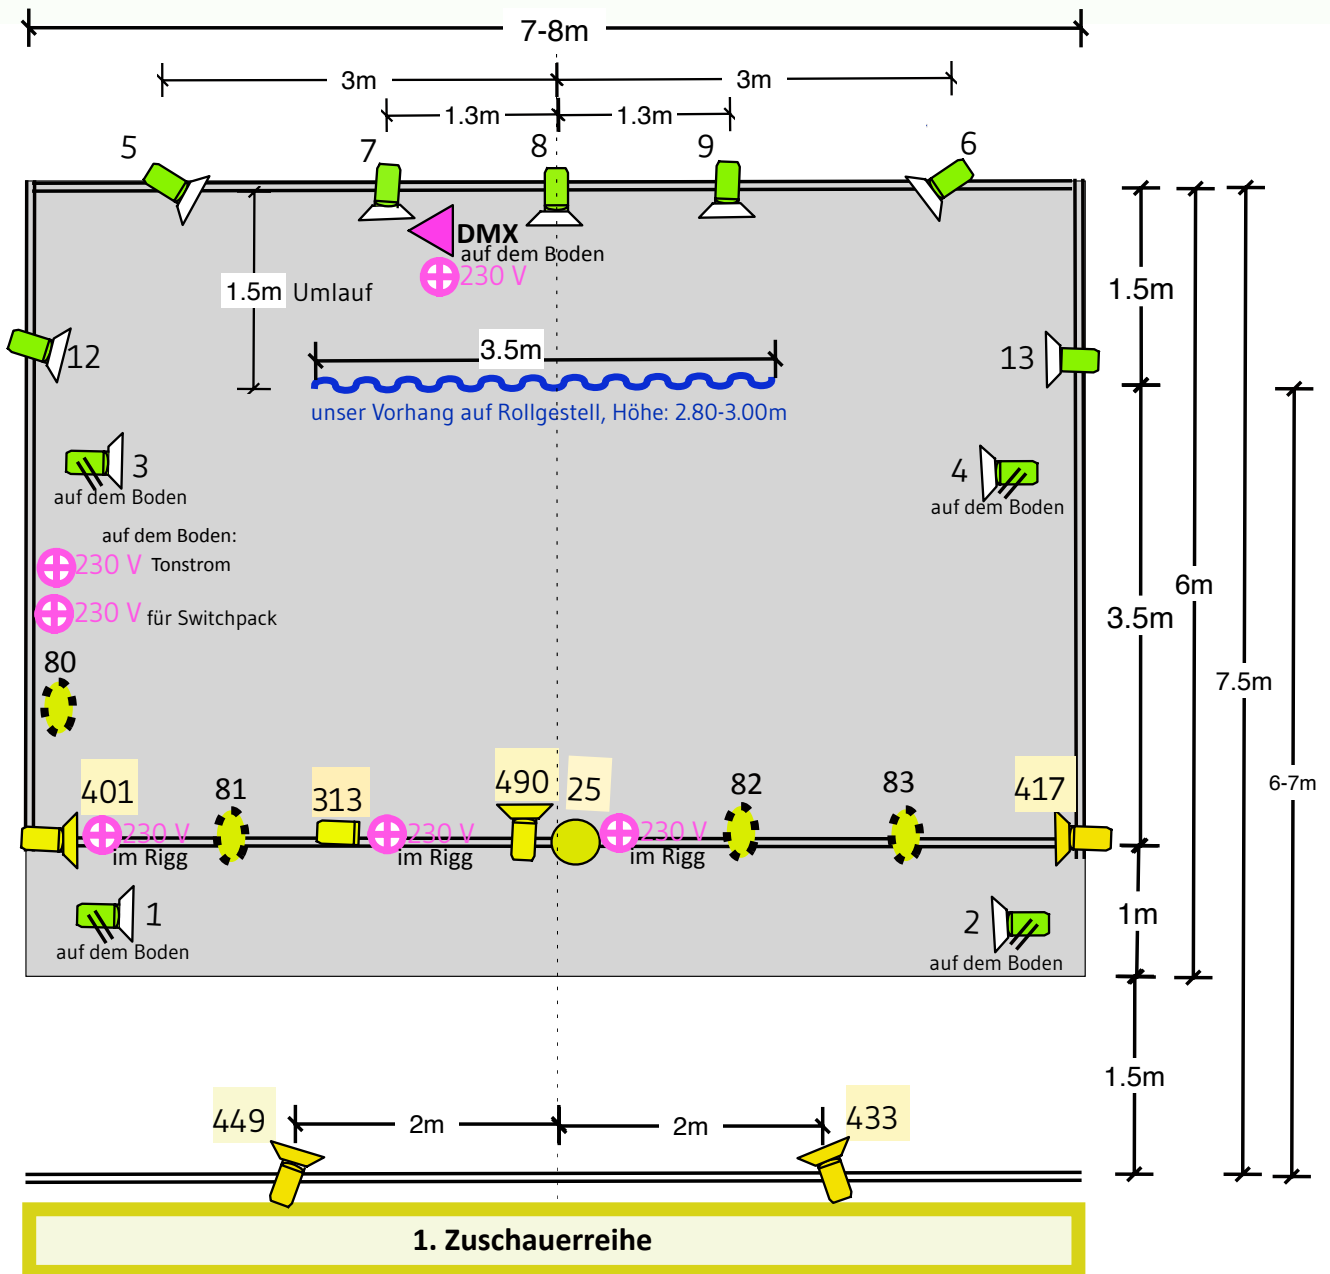 7-8m
3m
3m
1.3m
1.3m
5
7
8
9
6
DMX
auf dem Boden
230 V
1.5m Umlauf
1.5m
12
3.5m
13
unser Vorhang auf Rollgestell, Höhe: 2.80-3.00m
3
auf dem Boden
4
auf dem Boden
auf dem Boden:
230 V Tonstrom
230 V für Switchpack
6m
3.5m
80
7.5m
6-7m
401
81
313
490
25
82
83
417
230 V
im Rigg
230 V
im Rigg
230 V
im Rigg
1
auf dem Boden
2
auf dem Boden
1m
1.5m
449
2m
2m
433
1. Zuschauerreihe